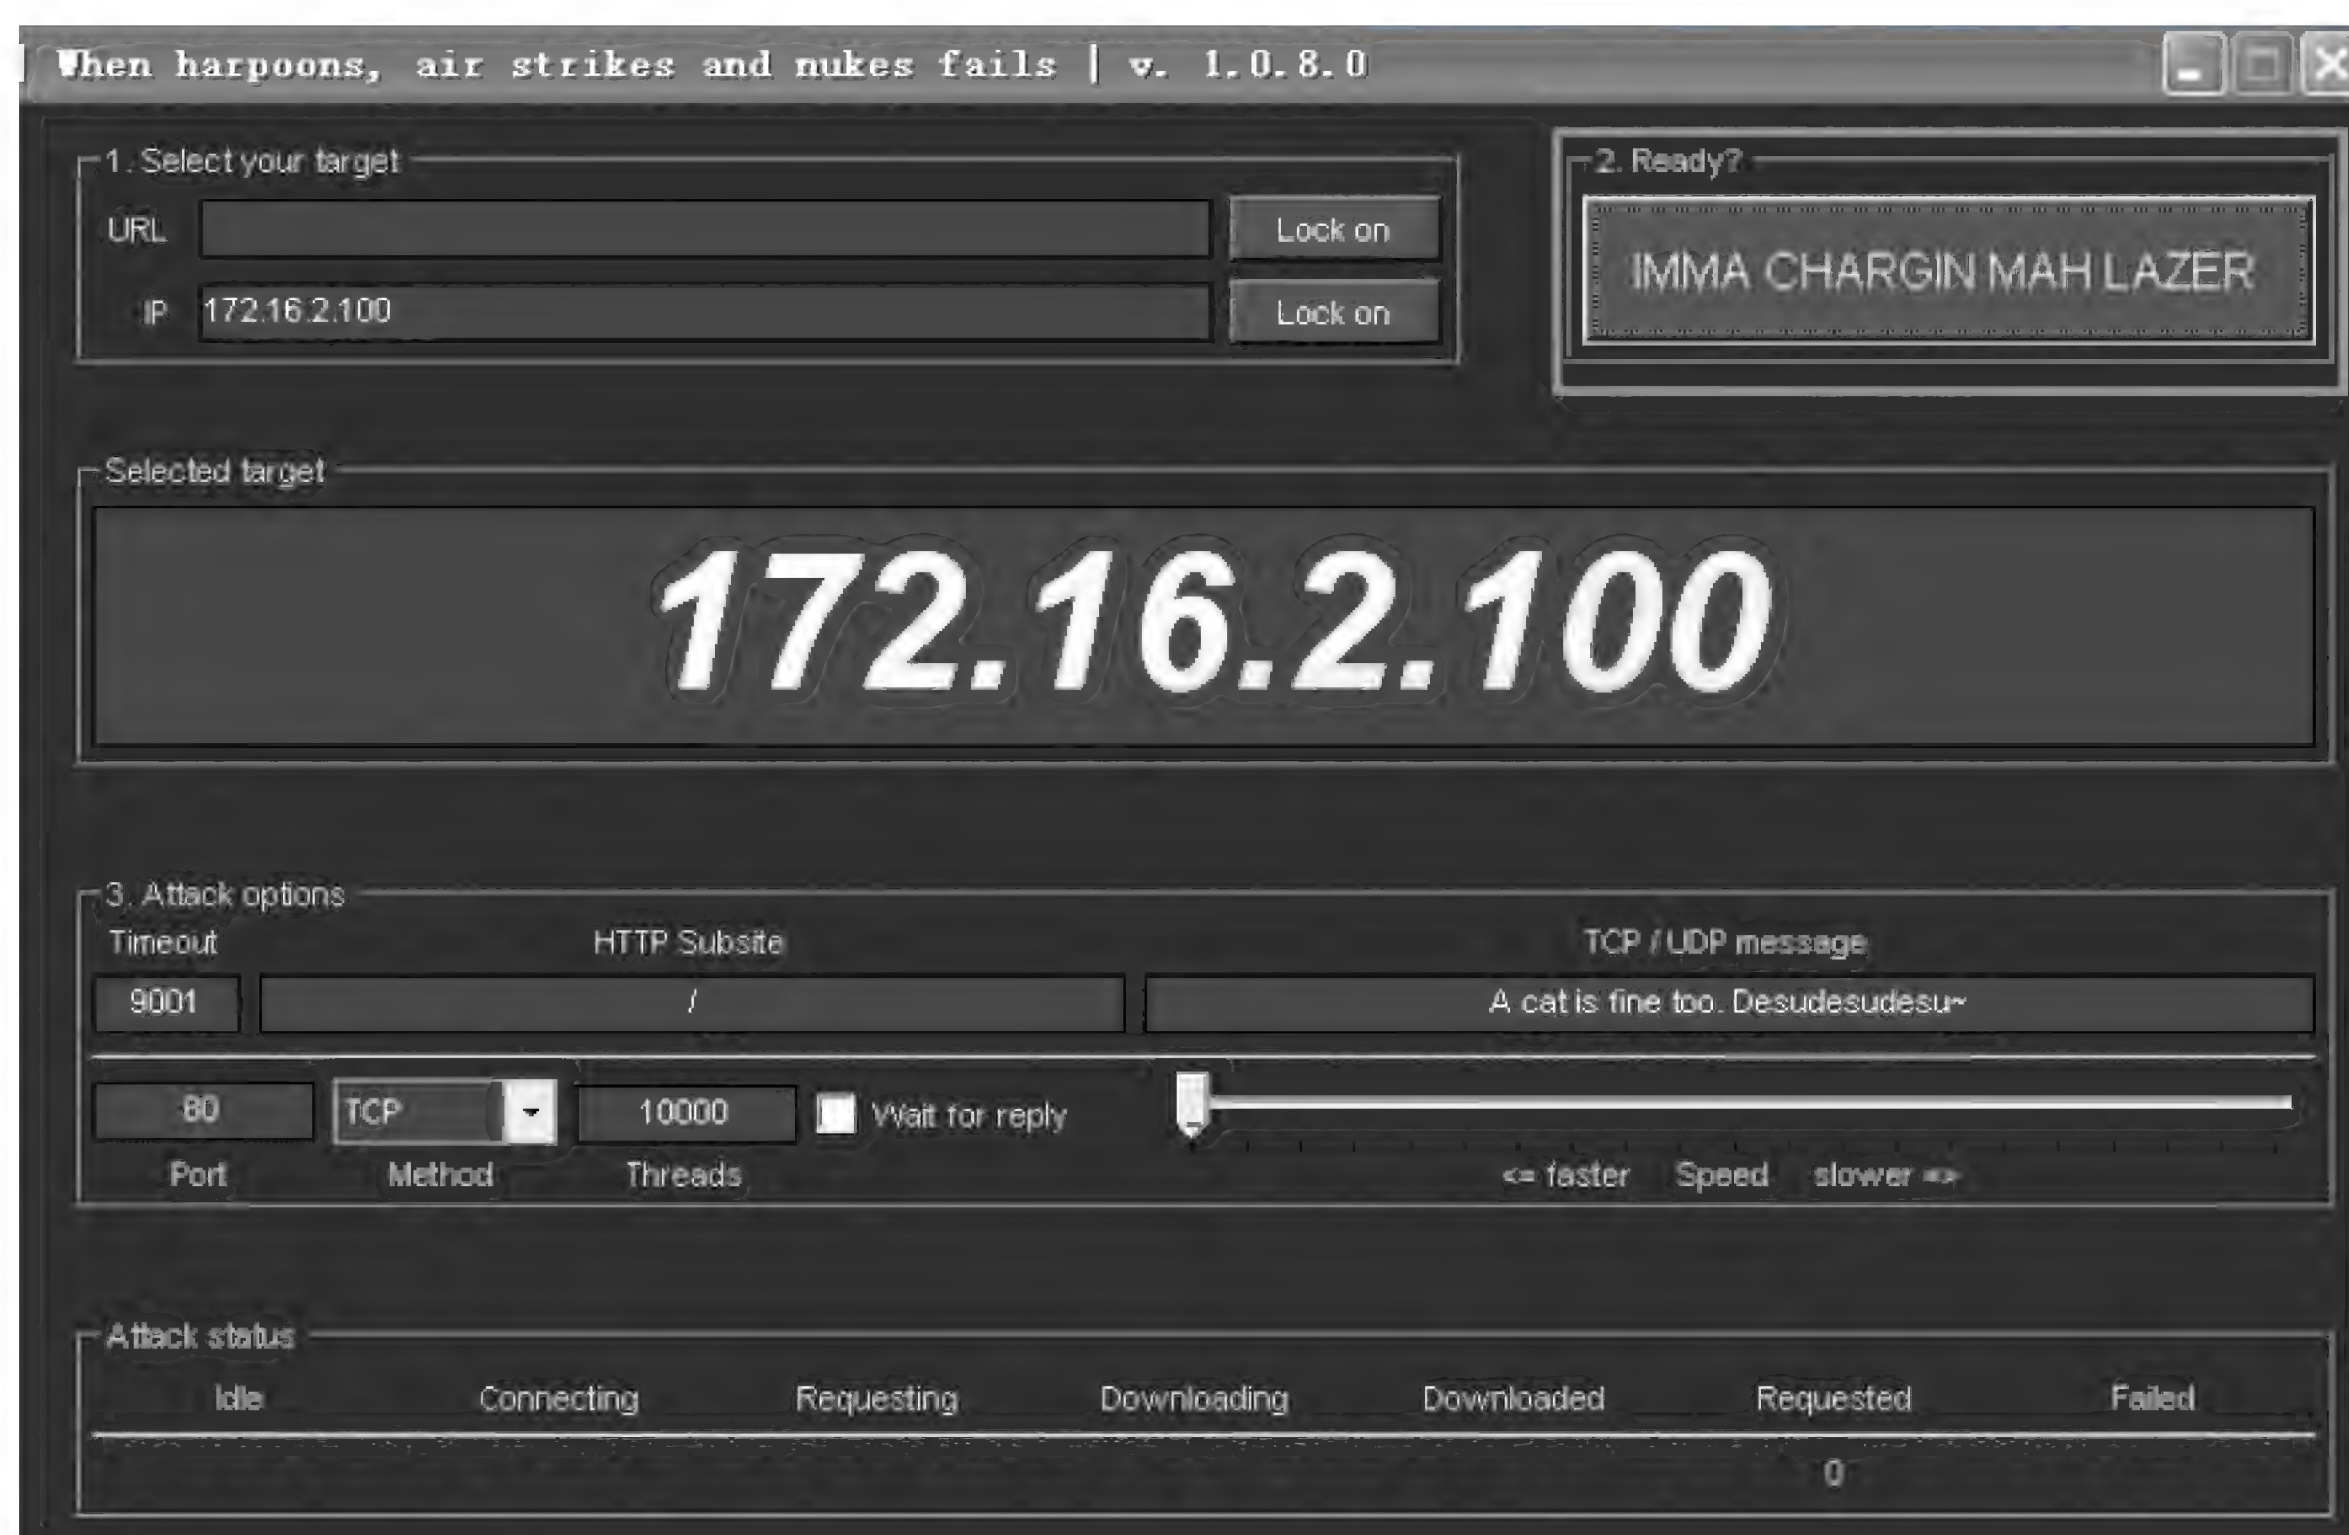 When harpoons, air strikes and nukes fails | v. 1.0.8.0
1. Select your target
URL
Lock on
IP 172.16.2.100
Lock on
2. Ready?
IMMA CHARGIN MAH LAZER
Selected target
172.16.2.100
3. Attack options
Timeout HTTP Subsite TCP / UDP message
9001 / A cat is fine too. Desudesudesu~
80 TCP 10000 Wait for reply
Port Method Threads <= faster Speed slower =>
Attack status
Idle Connecting Requesting Downloading Downloaded Requested Failed
0